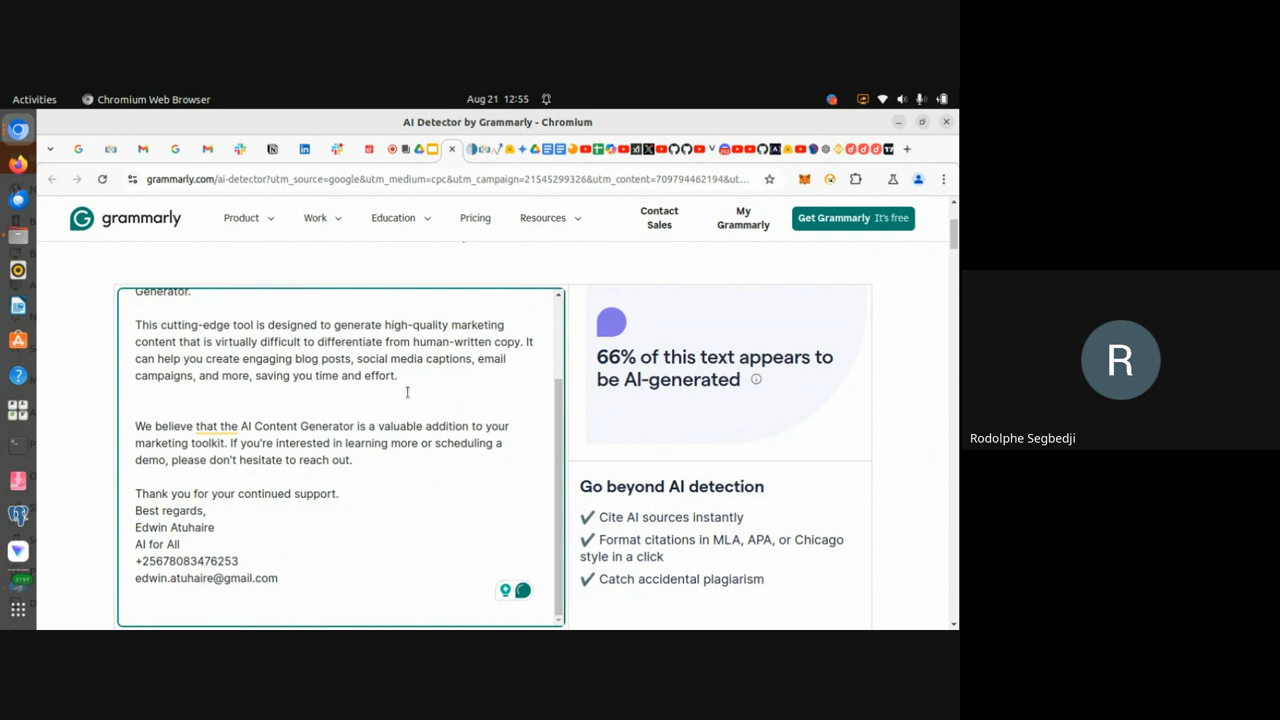 Activities Chromium Web Browser Aug 21 12:55
AI Detector by Grammarly - Chromium
grammarly.com/ai-detector?utm_source=google&utm_medium=cpc&utm_campaign=21545299326&utm_content=709794462194&ut...
grammarly Product Work Education Pricing Resources Contact Sales My Grammarly Get Grammarly It's free
Generator.
This cutting-edge tool is designed to generate high-quality marketing
content that is virtually difficult to differentiate from human-written copy. It
can help you create engaging blog posts, social media captions, email
campaigns, and more, saving you time and effort.
We believe that the AI Content Generator is a valuable addition to your
marketing toolkit. If you're interested in learning more or scheduling a
demo, please don't hesitate to reach out.
Thank you for your continued support.
Best regards,
Edwin Atuhaire
AI for All
+25678083476253
edwin.atuhaire@gmail.com
66% of this text appears to
be AI-generated
Go beyond AI detection
✔ Cite AI sources instantly
✔ Format citations in MLA, APA, or Chicago
style in a click
✔ Catch accidental plagiarism
R
Rodolphe Segbedji